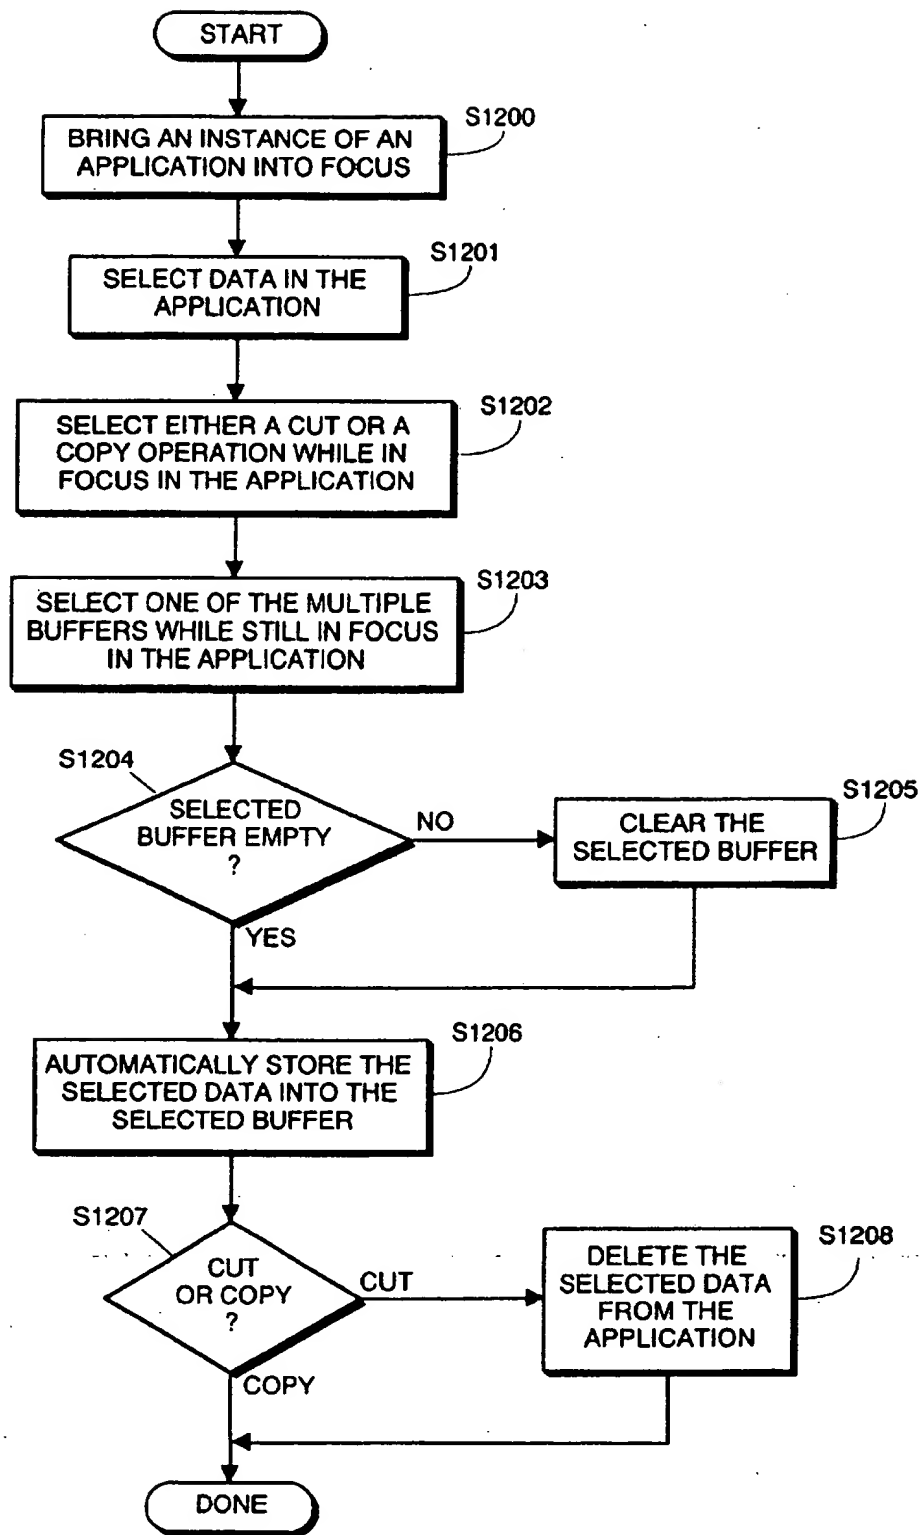 START
S1200
BRING AN INSTANCE OF AN
APPLICATION INTO FOCUS
S1201
SELECT DATA IN THE
APPLICATION
S1202
SELECT EITHER A CUT OR A
COPY OPERATION WHILE IN
FOCUS IN THE APPLICATION
S1203
SELECT ONE OF THE MULTIPLE
BUFFERS WHILE STILL IN FOCUS
IN THE APPLICATION
S1204
SELECTED
BUFFER EMPTY
?
NO
S1205
CLEAR THE
SELECTED BUFFER
YES
S1206
AUTOMATICALLY STORE THE
SELECTED DATA INTO THE
SELECTED BUFFER
S1207
CUT
OR COPY
?
CUT
S1208
DELETE THE
SELECTED DATA
FROM THE
APPLICATION
COPY
DONE